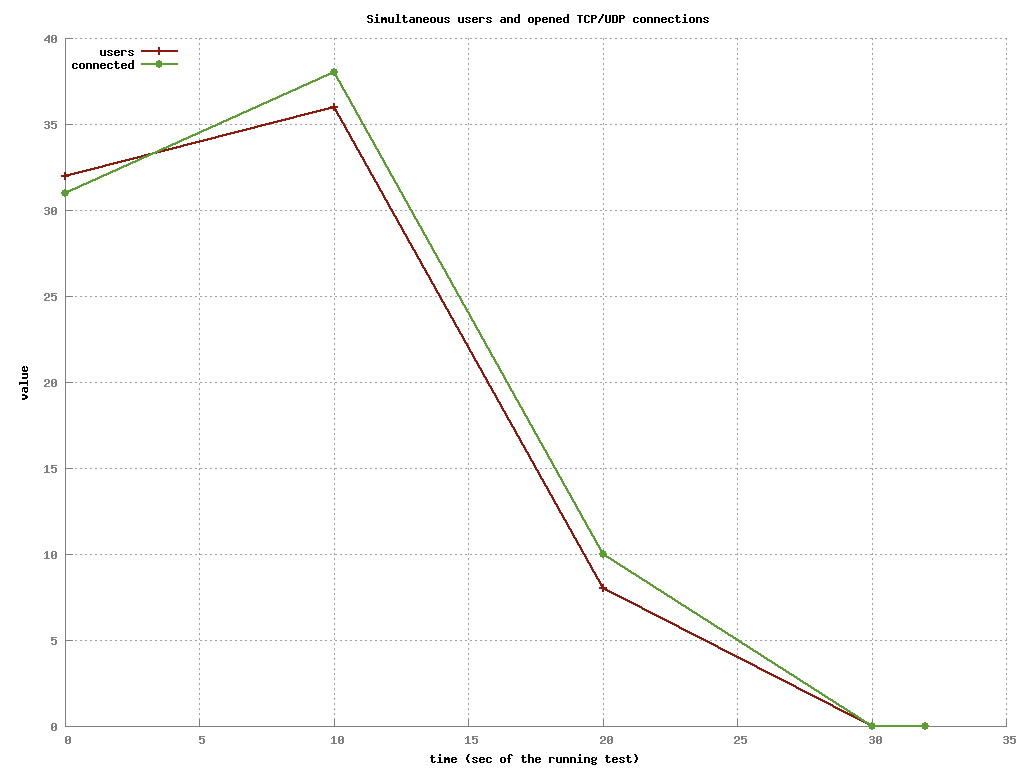 Simultaneous users and opened TCP/UDP connections
users
connected
40
35
30
25
20
15
10
5
0
value
0 5 10 15 20 25 30 35
time (sec of the running test)